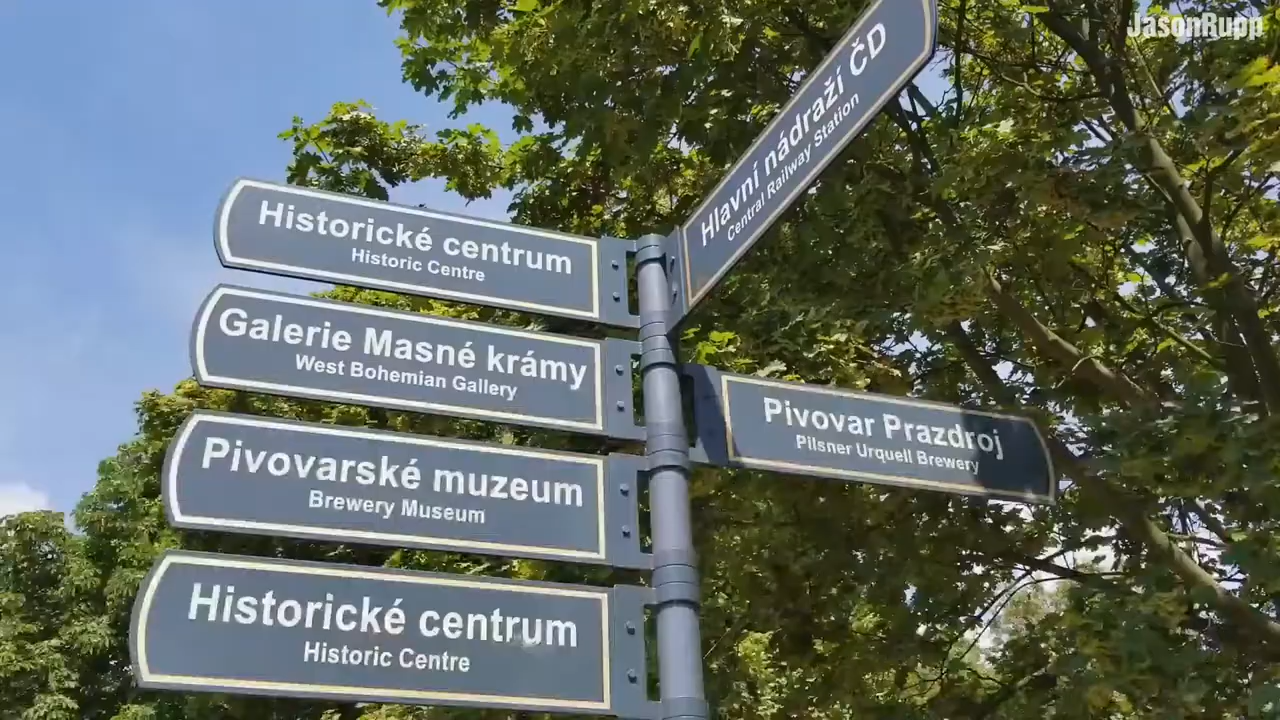 JasonRupp
Hlavní nádraží ČD
Central Railway Station
Historické centrum
Historic Centre
Galerie Masné krámy
West Bohemian Gallery
Pivovar Prazdroj
Pilsner Urquell Brewery
Pivovarské muzeum
Brewery Museum
Historické centrum
Historic Centre